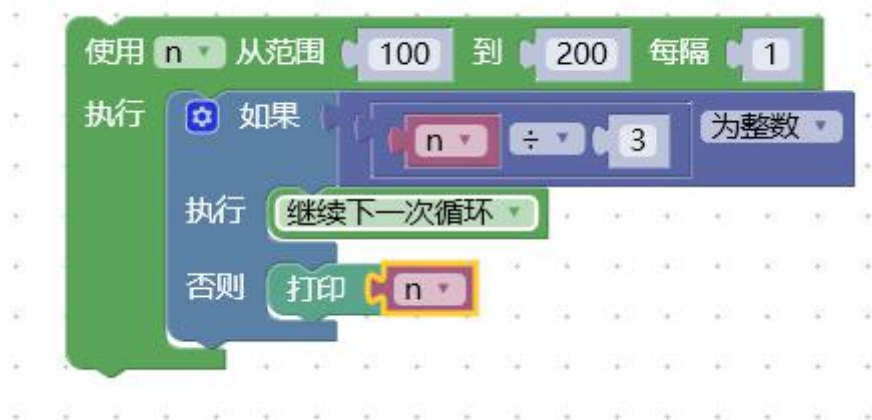 使用 n 从范围 100 到 200 每隔 1
执行 如果 n ÷ 3 为整数
执行 继续下一次循环
否则 打印 n